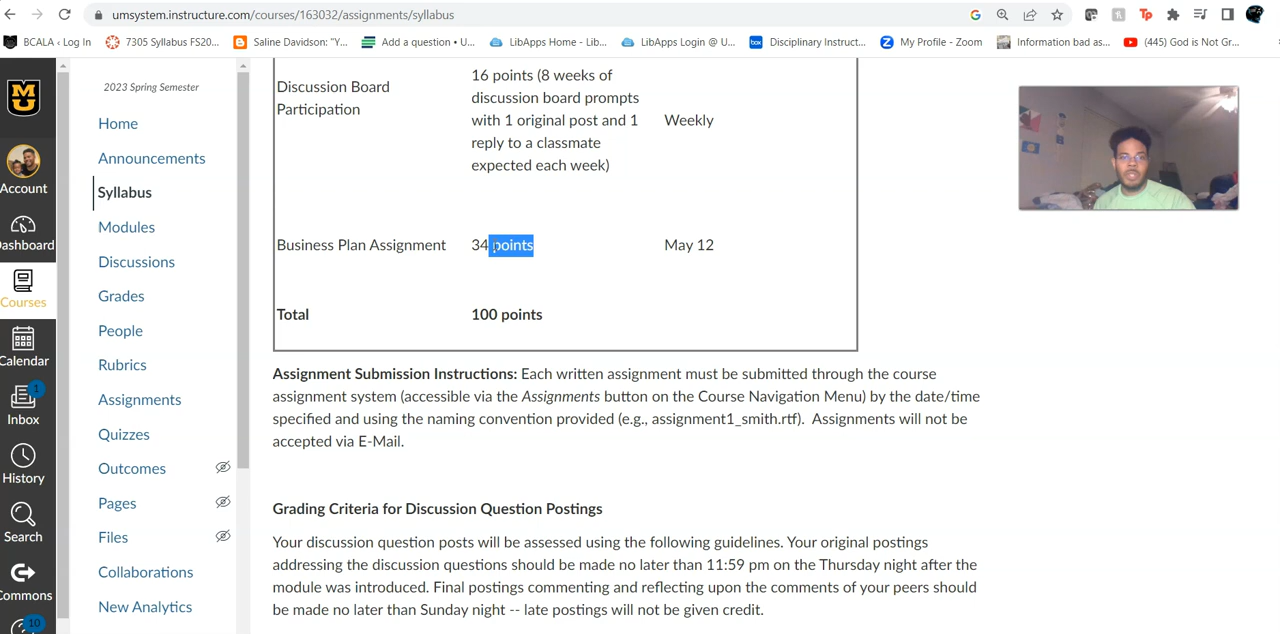 umsystem.instructure.com/courses/163032/assignments/syllabus
BCALA ‹ Log In
7305 Syllabus FS20...
Saline Davidson: "Y...
Add a question • U...
LibApps Home - Lib...
LibApps Login @ U...
box
Disciplinary Instruct...
My Profile - Zoom
Information bad as...
(445) God is Not Gr...
MU
Account
Dashboard
Courses
Calendar
1
Inbox
History
Search
Commons
10
2023 Spring Semester
Home
Announcements
Syllabus
Modules
Discussions
Grades
People
Rubrics
Assignments
Quizzes
Outcomes
Pages
Files
Collaborations
New Analytics
Discussion Board
Participation
16 points (8 weeks of
discussion board prompts
with 1 original post and 1
reply to a classmate
expected each week)
Weekly
Business Plan Assignment
34 points
May 12
Total
100 points
Assignment Submission Instructions: Each written assignment must be submitted through the course
assignment system (accessible via the Assignments button on the Course Navigation Menu) by the date/time
specified and using the naming convention provided (e.g., assignment1_smith.rtf).  Assignments will not be
accepted via E-Mail.
Grading Criteria for Discussion Question Postings
Your discussion question posts will be assessed using the following guidelines. Your original postings
addressing the discussion questions should be made no later than 11:59 pm on the Thursday night after the
module was introduced. Final postings commenting and reflecting upon the comments of your peers should
be made no later than Sunday night -- late postings will not be given credit.